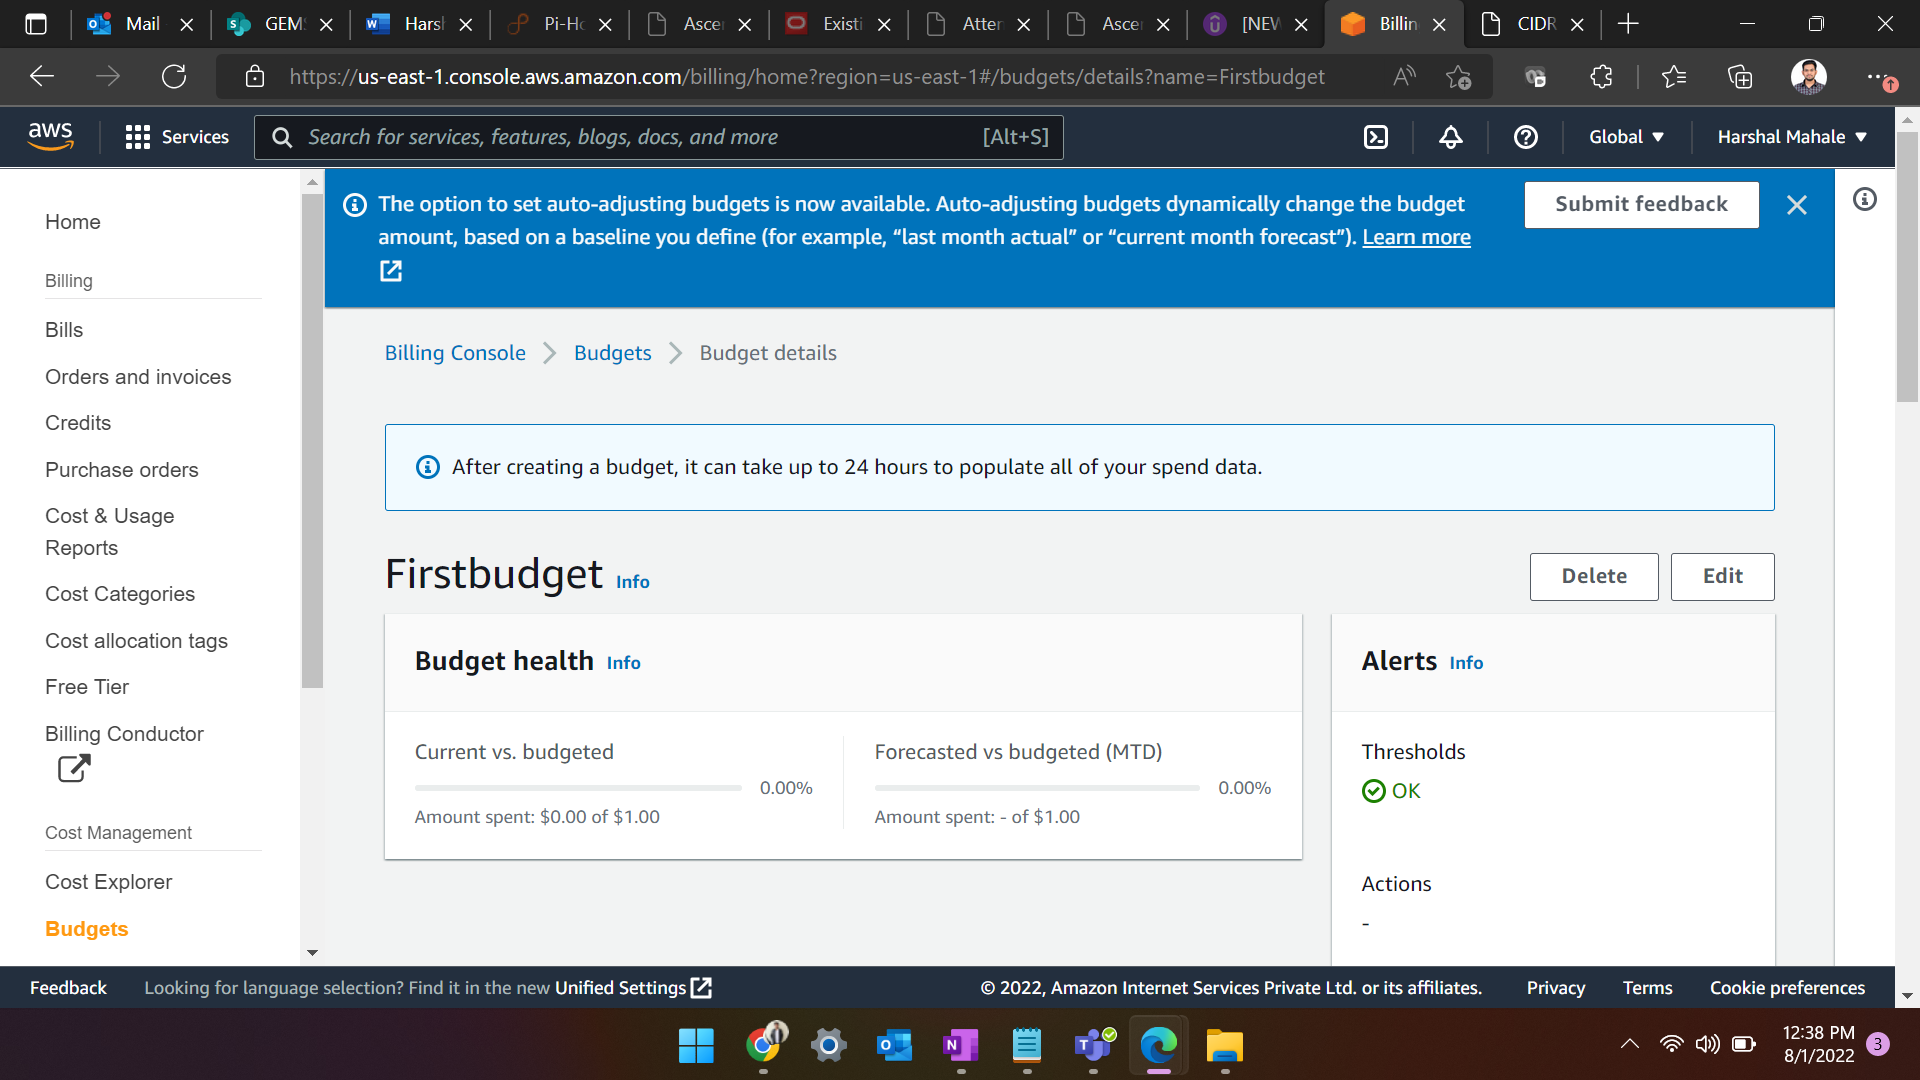 Mail
GEM
Harsl
Pi-Ho
Ascer
Existi
Atten
Ascer
[NEW
Billin
CIDR
https://us-east-1.console.aws.amazon.com/billing/home?region=us-east-1#/budgets/details?name=Firstbudget
aws
Services
Search for services, features, blogs, docs, and more
[Alt+S]
Global
Harshal Mahale
Home
Billing
Bills
Orders and invoices
Credits
Purchase orders
Cost & Usage
Reports
Cost Categories
Cost allocation tags
Free Tier
Billing Conductor
Cost Management
Cost Explorer
Budgets
The option to set auto-adjusting budgets is now available. Auto-adjusting budgets dynamically change the budget
amount, based on a baseline you define (for example, “last month actual” or “current month forecast”). Learn more
Submit feedback
Billing Console
Budgets
Budget details
After creating a budget, it can take up to 24 hours to populate all of your spend data.
Firstbudget Info
Delete
Edit
Budget health Info
Current vs. budgeted
0.00%
Amount spent: $0.00 of $1.00
Forecasted vs budgeted (MTD)
0.00%
Amount spent: - of $1.00
Alerts Info
Thresholds
OK
Actions
-
Feedback
Looking for language selection? Find it in the new Unified Settings
© 2022, Amazon Internet Services Private Ltd. or its affiliates.
Privacy
Terms
Cookie preferences
12:38 PM
8/1/2022
3